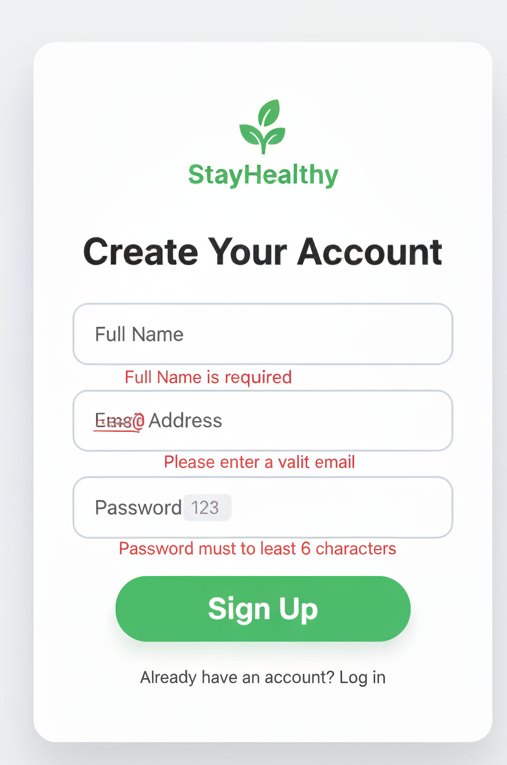 StayHealthy
Create Your Account
Full Name
Full Name is required
Address
Please enter a valit email
Password 123
Password must to least 6 characters
Sign Up
Already have an account? Log in